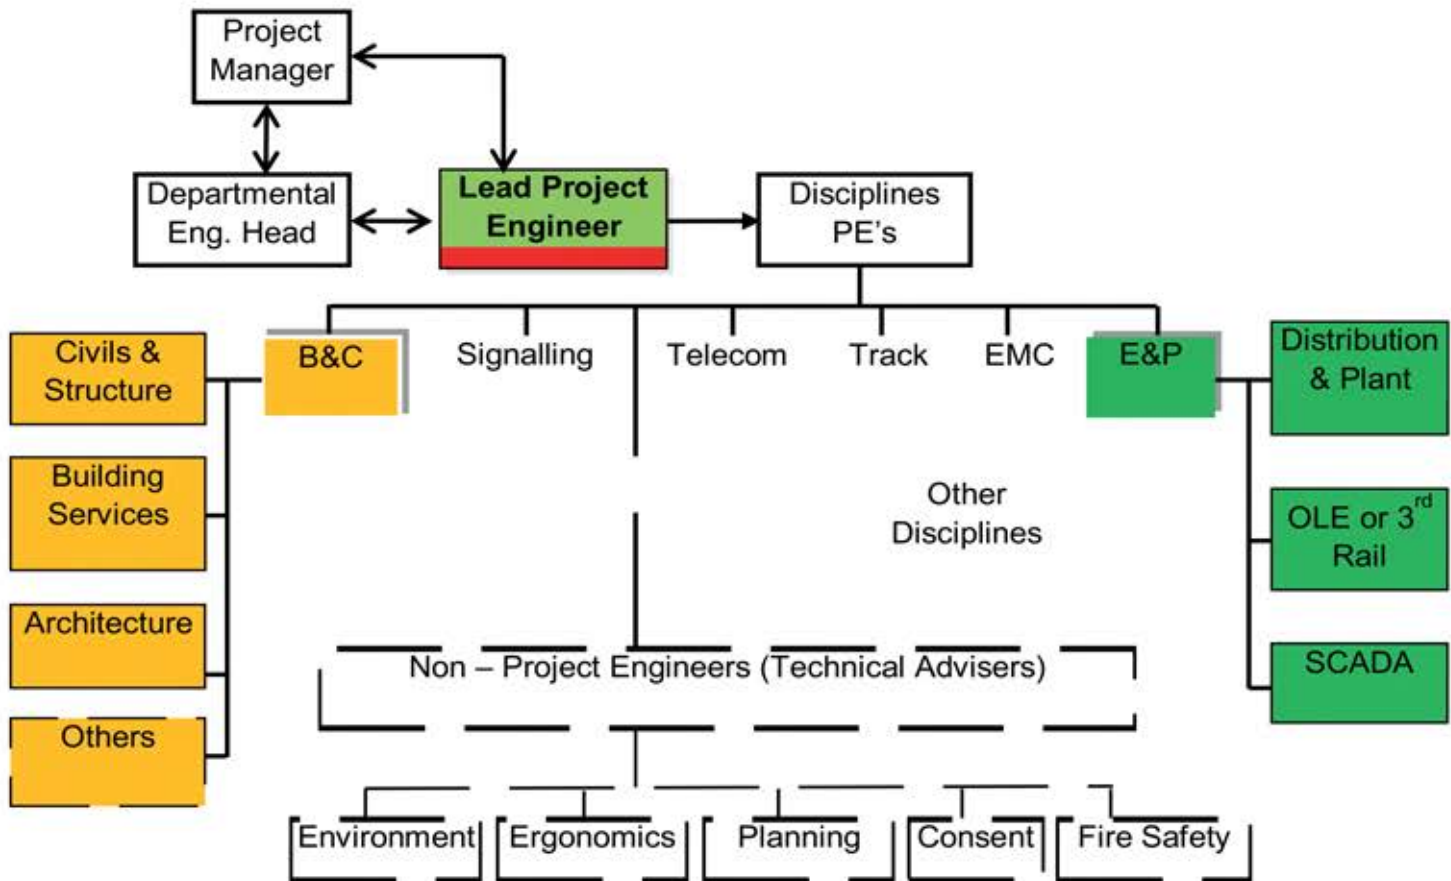 Project
Manager
Departmental
Eng. Head
Lead Project
Engineer
Disciplines
PE's
Civils &
Structure
B&C
Signalling
Telecom
Track
EMC
E&P
Distribution
& Plant
Building
Services
Other
Disciplines
OLE or 3rd
Rail
Architecture
Non – Project Engineers (Technical Advisers)
SCADA
Others
Environment
Ergonomics
Planning
Consent
Fire Safety